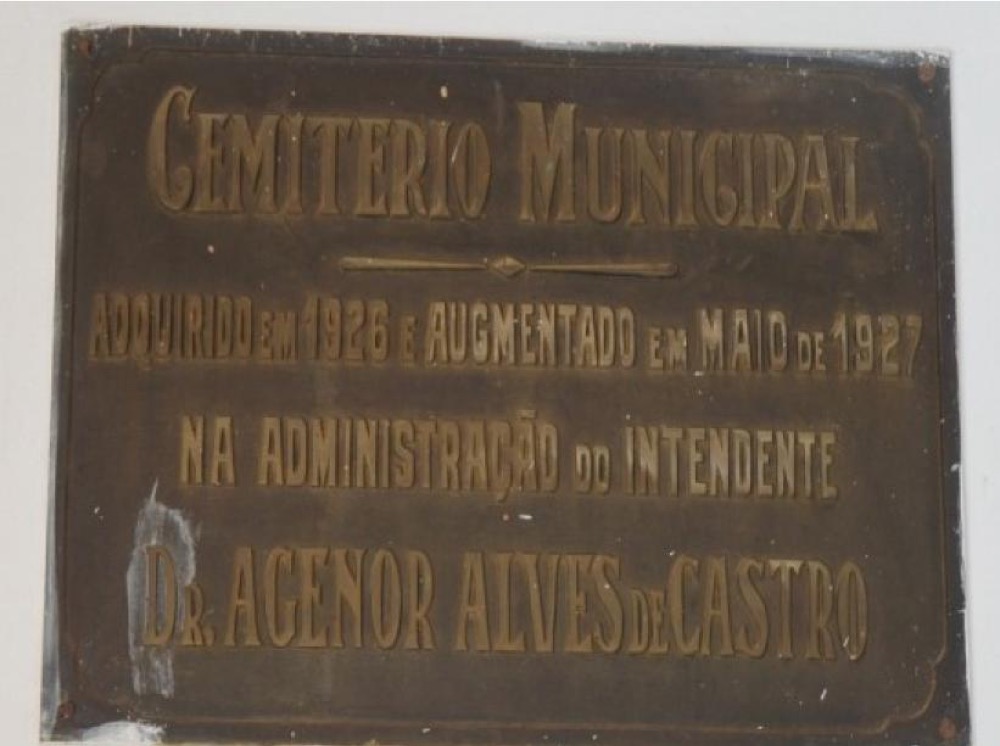 CEMITERIO MUNICIPAL
ADQUIRIDO EM 1926 E AUGMENTADO EM MAIO DE 1927
NA ADMINISTRAÇÃO DO INTENDENTE
DR. AGENOR ALVES DE CASTRO